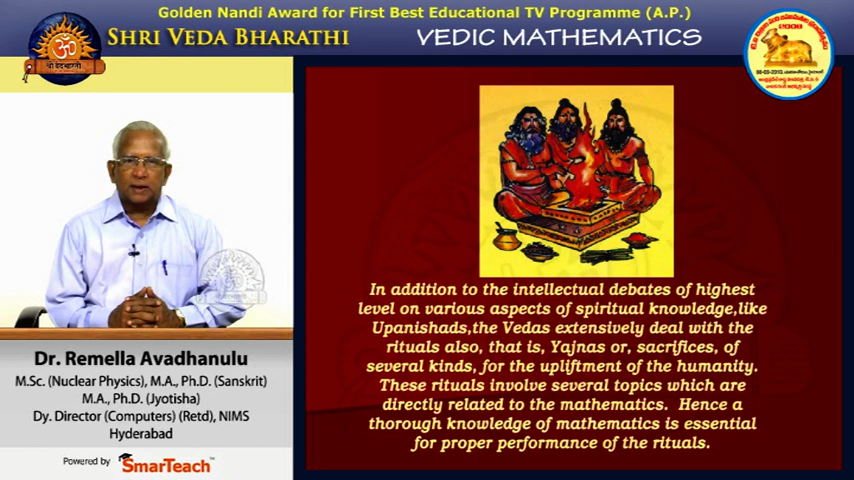 Golden Nandi Award for First Best Educational TV Programme (A.P.)
SHRI VEDA BHARATHI
VEDIC MATHEMATICS
శ్రీ వేదభారతి
In addition to the intellectual debates of highest
level on various aspects of spiritual knowledge,like
Upanishads,the Vedas extensively deal with the
rituals also, that is, Yajnas or, sacrifices, of
several kinds, for the upliftment of the humanity.
These rituals involve several topics which are
directly related to the mathematics. Hence a
thorough knowledge of mathematics is essential
for proper performance of the rituals.
Dr. Remella Avadhanulu
M.Sc. (Nuclear Physics), M.A., Ph.D. (Sanskrit)
M.A., Ph.D. (Jyotisha)
Dy. Director (Computers) (Retd), NIMS
Hyderabad
Powered by SmarTeach™